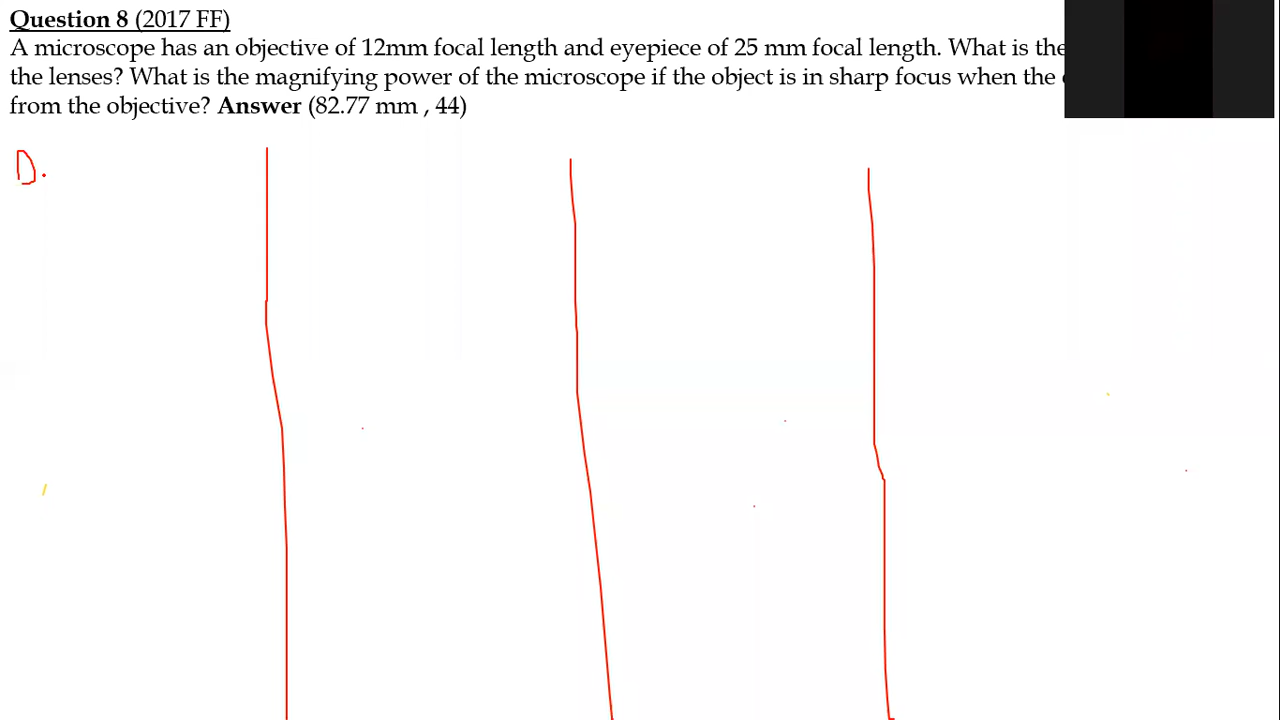 Question 8 (2017 FF)
A microscope has an objective of 12mm focal length and eyepiece of 25 mm focal length. What is the
the lenses? What is the magnifying power of the microscope if the object is in sharp focus when the
from the objective? Answer (82.77 mm , 44)
D.